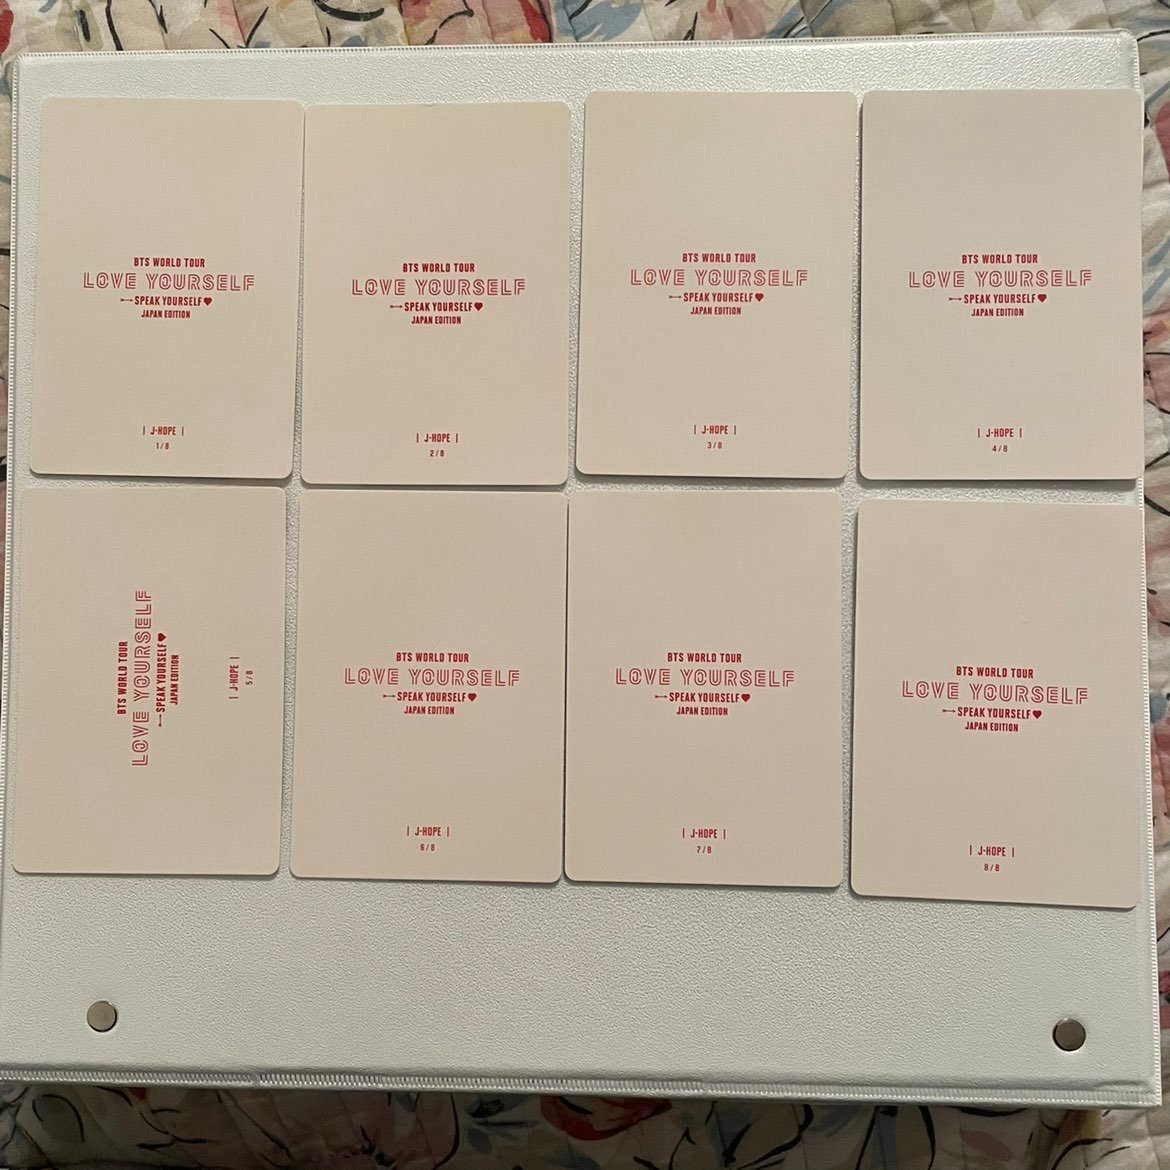 BTS WORLD TOUR
LOVE YOURSELF
SPEAK YOURSELF
JAPAN EDITION
| J-HOPE |
1/8
BTS WORLD TOUR
LOVE YOURSELF
SPEAK YOURSELF
JAPAN EDITION
| J-HOPE |
2/8
BTS WORLD TOUR
LOVE YOURSELF
SPEAK YOURSELF
JAPAN EDITION
| J-HOPE |
3/8
BTS WORLD TOUR
LOVE YOURSELF
SPEAK YOURSELF
JAPAN EDITION
| J-HOPE |
4/8
BTS WORLD TOUR
LOVE YOURSELF
SPEAK YOURSELF
JAPAN EDITION
| J-HOPE |
5/8
BTS WORLD TOUR
LOVE YOURSELF
SPEAK YOURSELF
JAPAN EDITION
| J-HOPE |
6/8
BTS WORLD TOUR
LOVE YOURSELF
SPEAK YOURSELF
JAPAN EDITION
| J-HOPE |
7/8
BTS WORLD TOUR
LOVE YOURSELF
SPEAK YOURSELF
JAPAN EDITION
| J-HOPE |
8/8